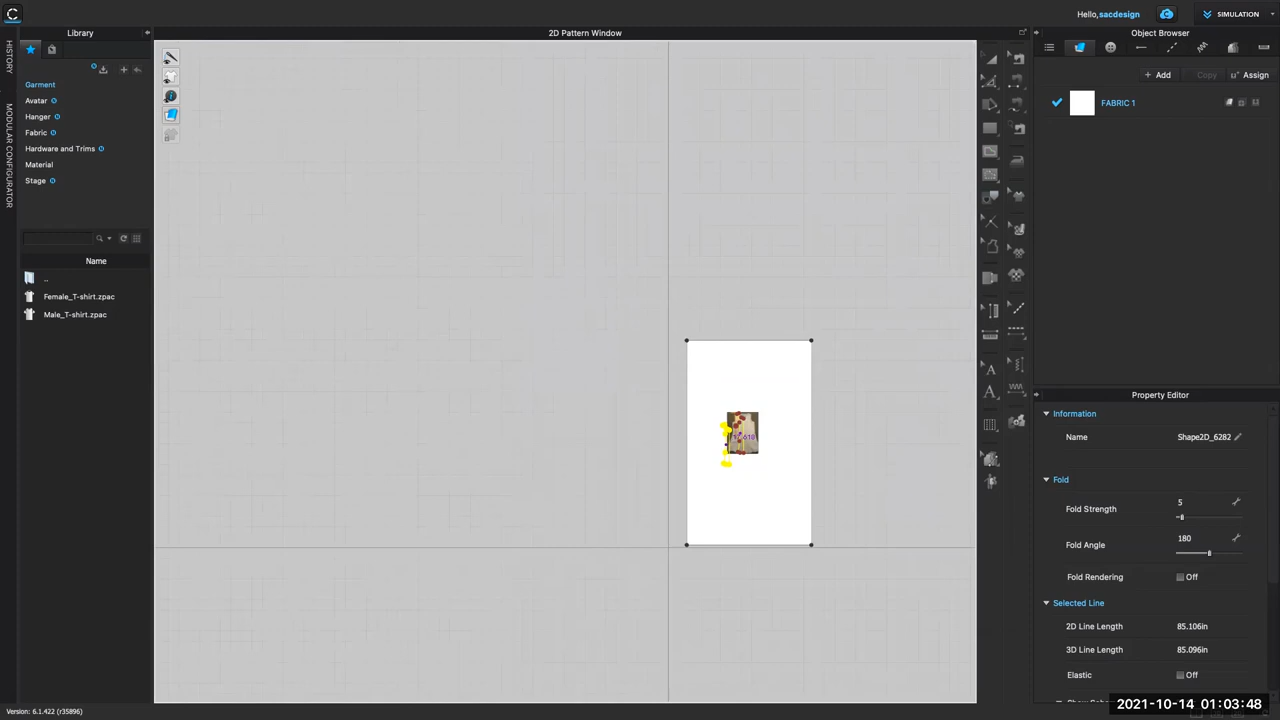 Hello, sacdesign
SIMULATION
Library
2D Pattern Window
Object Browser
HISTORY
MODULAR CONFIGURATOR
Garment
Avatar
Hanger
Fabric
Hardware and Trims
Material
Stage
Name
..
Female_T-shirt.zpac
Male_T-shirt.zpac
+ Add
Copy
Assign
FABRIC 1
Property Editor
Information
Name Shape2D_6282
Fold
Fold Strength 5
Fold Angle 180
Fold Rendering Off
Selected Line
2D Line Length 85.106in
3D Line Length 85.096in
Elastic Off
2021-10-14 01:03:48
Version: 6.1.422 (r35896)